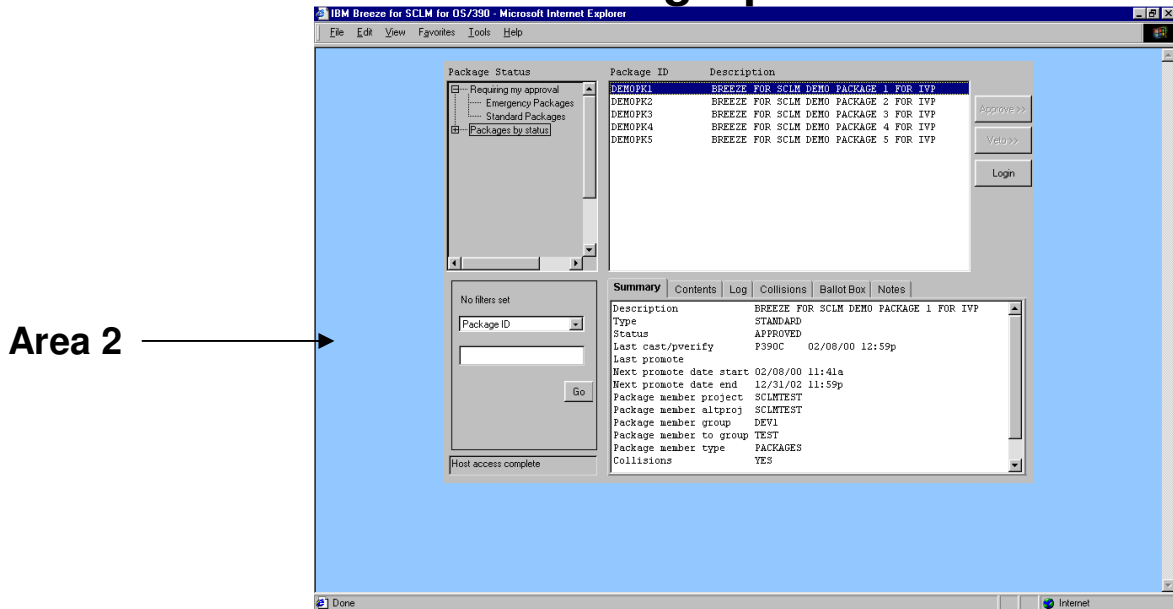 IBM Breeze for SCLM for OS/390 - Microsoft Internet Explorer
File Edit View Favorites Tools Help
Package Status
Requiring my approval
Emergency Packages
Standard Packages
Packages by status
Package ID Description
DEMOPK1 BREEZE FOR SCLM DEMO PACKAGE 1 FOR IVP
DEMOPK2 BREEZE FOR SCLM DEMO PACKAGE 2 FOR IVP
DEMOPK3 BREEZE FOR SCLM DEMO PACKAGE 3 FOR IVP
DEMOPK4 BREEZE FOR SCLM DEMO PACKAGE 4 FOR IVP
DEMOPK5 BREEZE FOR SCLM DEMO PACKAGE 5 FOR IVP
Approve >>
Veto >>
Login
Area 2
No filters set
Package ID
Go
Host access complete
Summary Contents Log Collisions Ballot Box Notes
Description BREEZE FOR SCLM DEMO PACKAGE 1 FOR IVP
Type STANDARD
Status APPROVED
Last cast/pverify P390C 02/08/00 12:59p
Last promote
Next promote date start 02/08/00 11:41a
Next promote date end 12/31/02 11:59p
Package member project SCLMTEST
Package member altproj SCLMTEST
Package member group DEV1
Package member to group TEST
Package member type PACKAGES
Collisions YES
Done
Internet